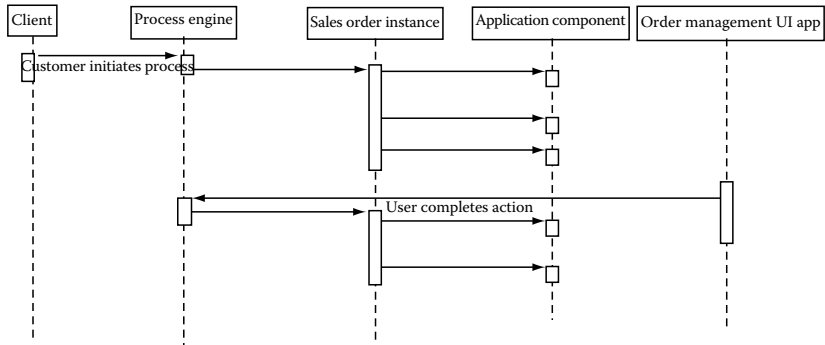 Client
Process engine
Sales order instance
Application component
Order management UI app
Customer initiates process
User completes action